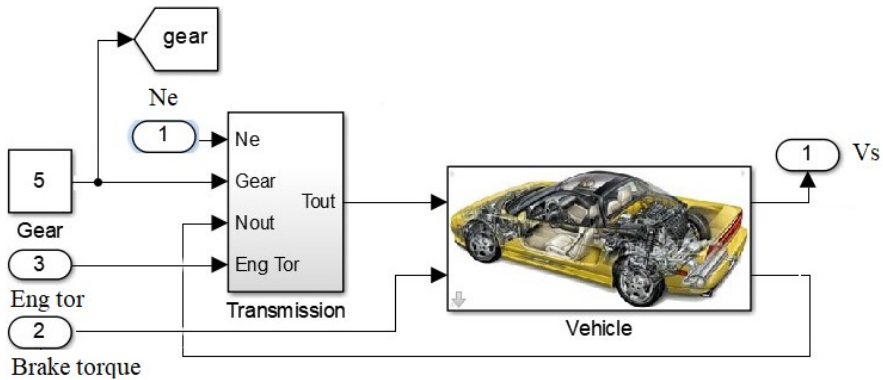 gear
Ne
1
Ne
5
Gear
Gear
Nout
Tout
3
Eng Tor
Eng tor
Transmission
2
Brake torque
Vehicle
1
Vs